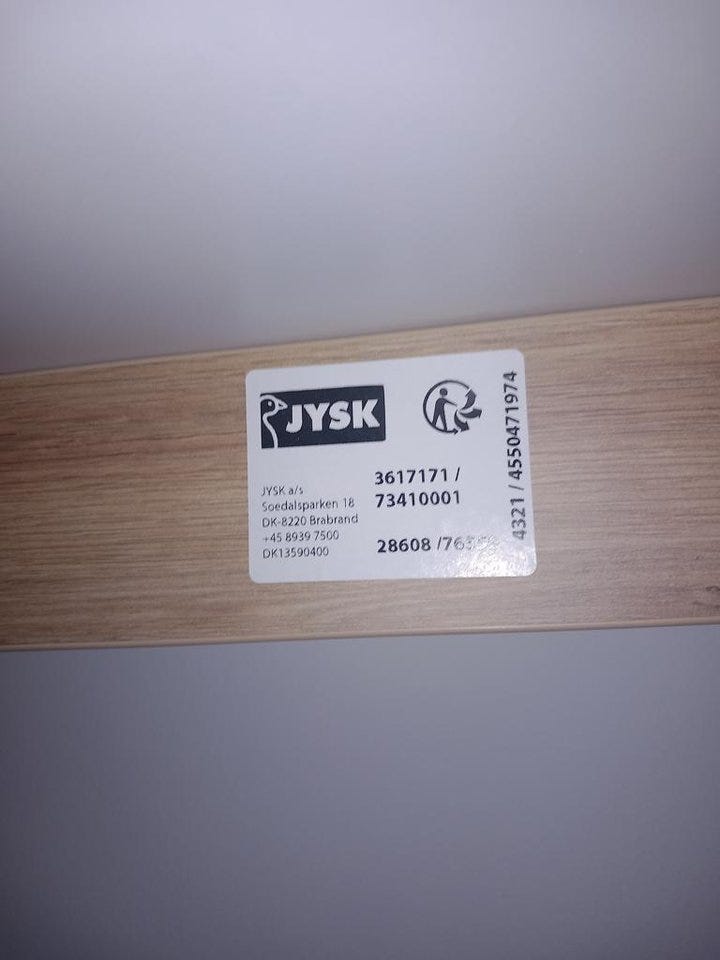 JYSK
JYSK a/s
Soedalsparken 18
DK-8220 Brabrand
+45 8939 7500
DK13590400
3617171 /
73410001
28608 /
4321 / 4550471974